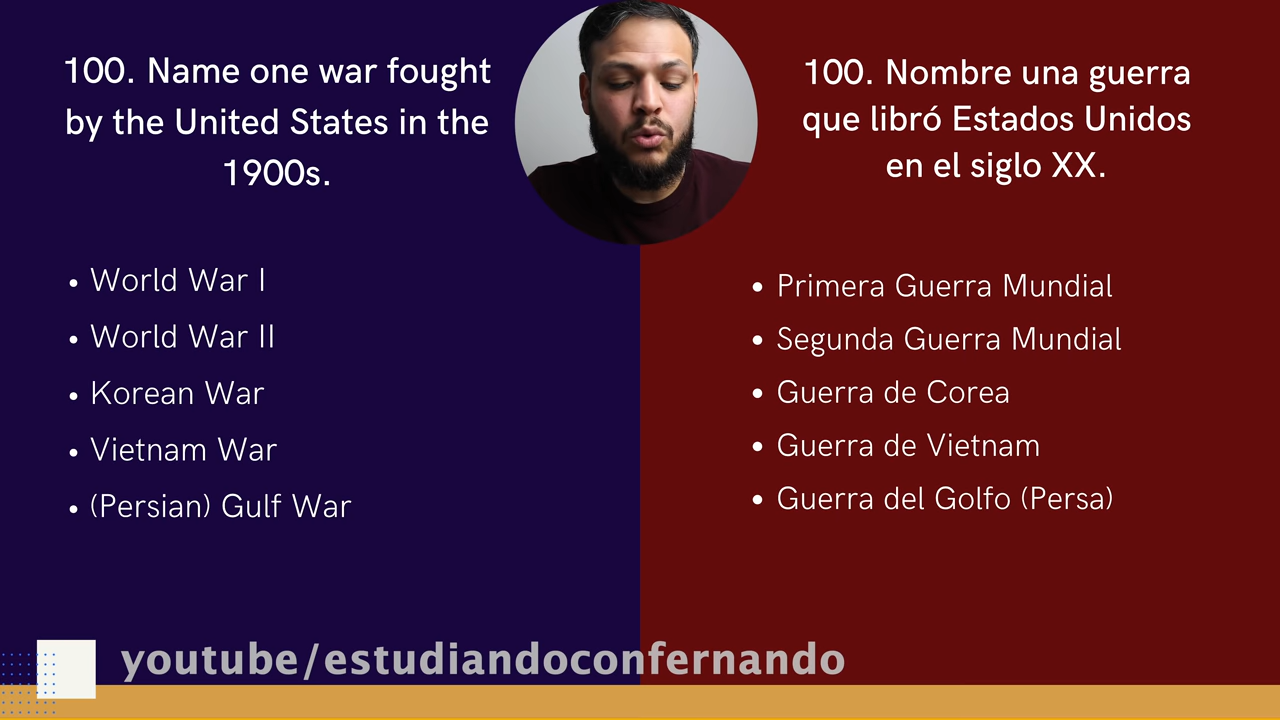 100. Name one war fought
by the United States in the
1900s.
• World War I
• World War II
• Korean War
• Vietnam War
• (Persian) Gulf War
100. Nombre una guerra
que libró Estados Unidos
en el siglo XX.
• Primera Guerra Mundial
• Segunda Guerra Mundial
• Guerra de Corea
• Guerra de Vietnam
• Guerra del Golfo (Persa)
youtube/estudiandoconfernando